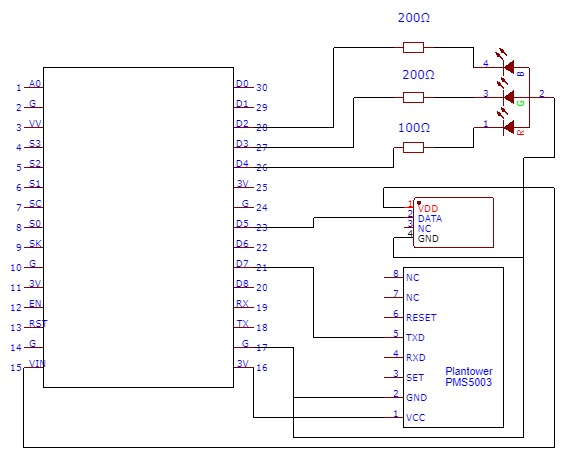 200Ω
200Ω
100Ω
4 B
3 G 2
1 R
1 A0 D0 30
2 G D1 29
3 VV D2 28
4 S3 D3 27
5 S2 D4 26
6 S1 3V 25
7 SC G 24
8 S0 D5 23
9 SK D6 22
10 G D7 21
11 3V D8 20
12 EN RX 19
13 RST TX 18
14 G G 17
15 VIN 3V 16
1 VDD
2 DATA
3 NC
4 GND
8 NC
7 NC
6 RESET
5 TXD
4 RXD
3 SET
2 GND
1 VCC
Plantower
PMS5003